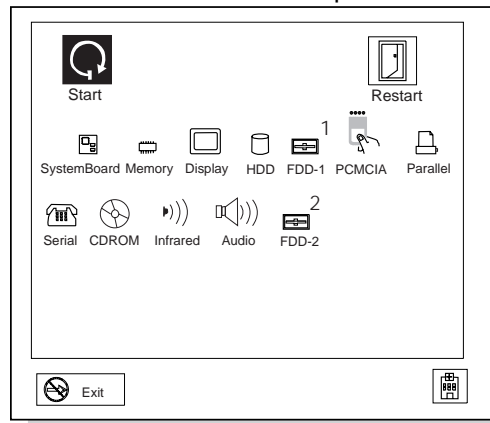 Start Restart
1
SystemBoard Memory Display HDD FDD-1 PCMCIA Parallel
2
Serial CDROM Infrared Audio FDD-2
Exit